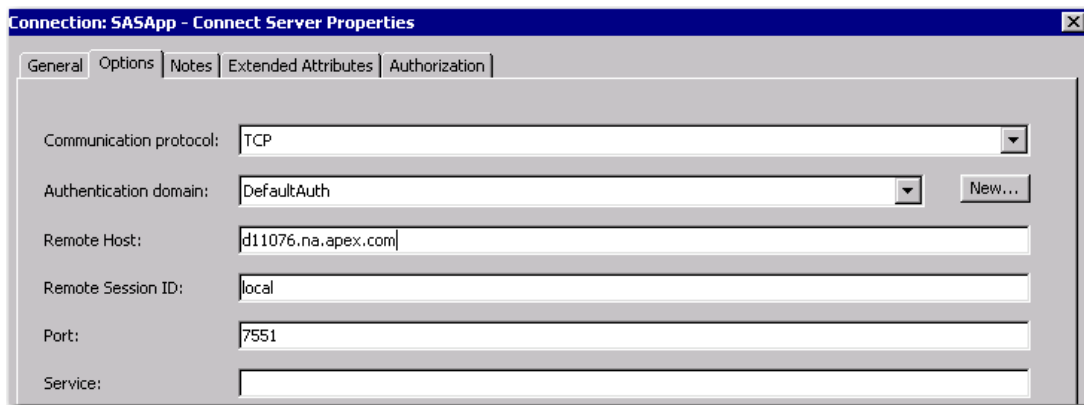 Connection: SASApp - Connect Server Properties
General Options Notes Extended Attributes Authorization
Communication protocol: TCP
Authentication domain: DefaultAuth New...
Remote Host: d11076.na.apex.com
Remote Session ID: local
Port: 7551
Service: